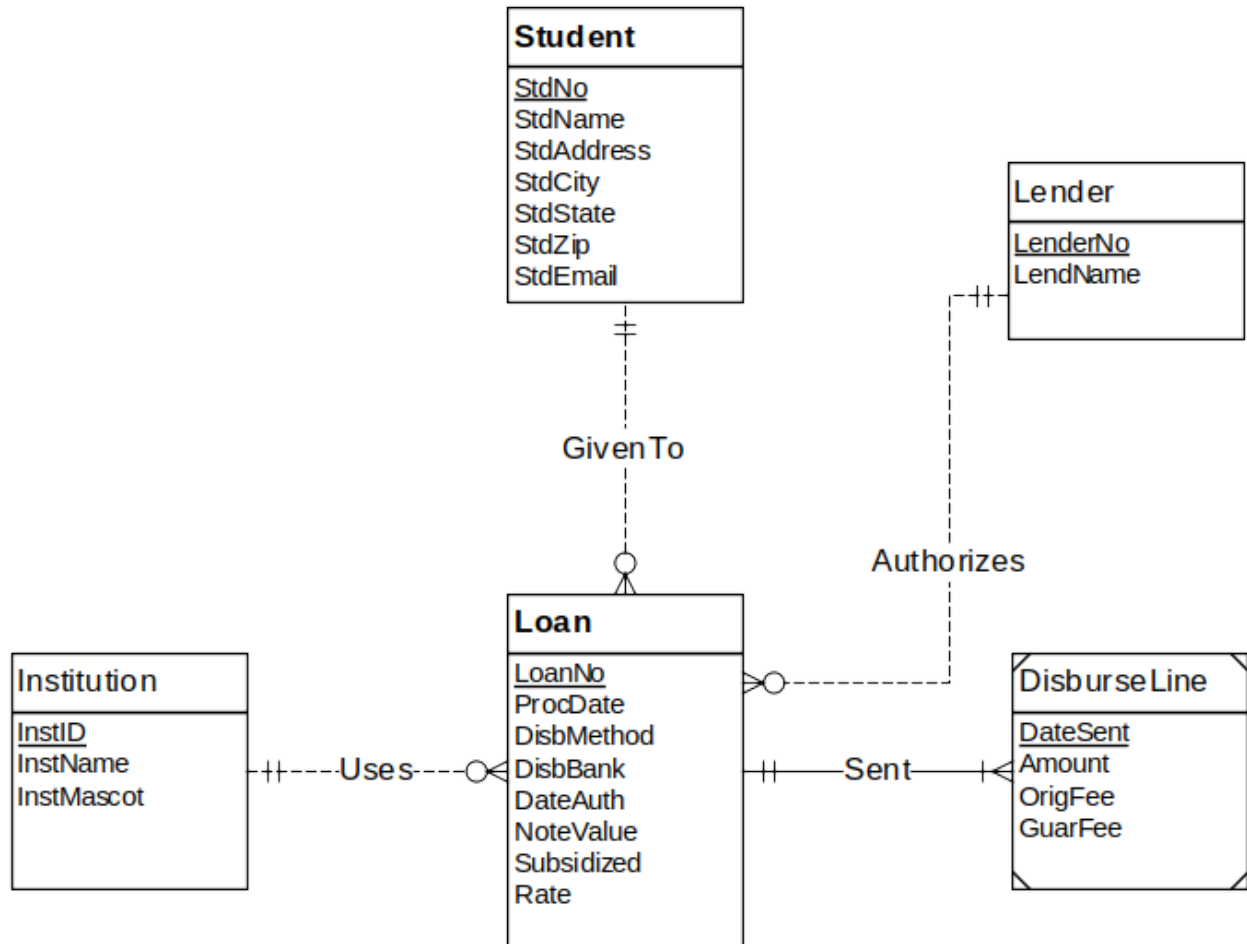 Student
StdNo
StdName
StdAddress
StdCity
StdState
StdZip
StdEmail
Lender
LenderNo
LendName
GivenTo
Authorizes
Institution
InstID
InstName
InstMascot
Uses
Loan
LoanNo
ProcDate
DisbMethod
DisbBank
DateAuth
NoteValue
Subsidized
Rate
Sent
DisburseLine
DateSent
Amount
OrigFee
GuarFee